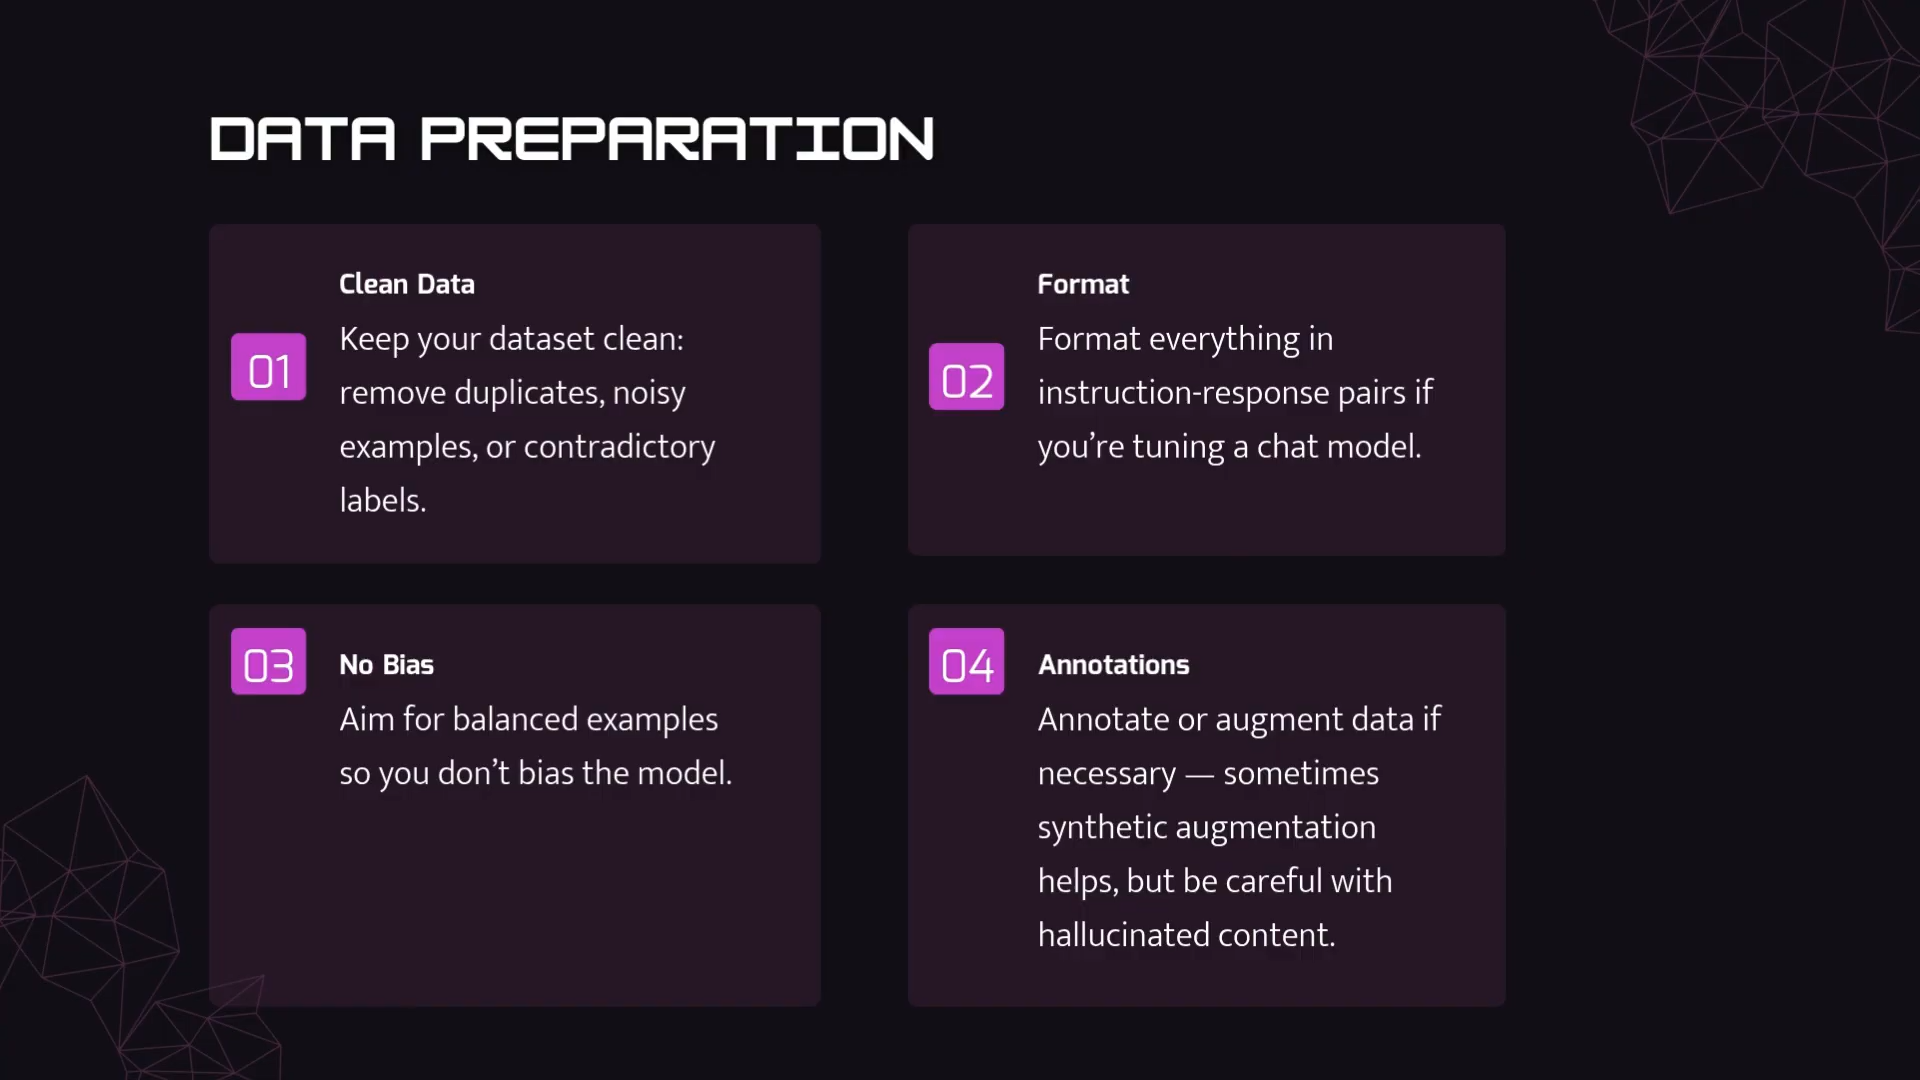 DATA PREPARATION
01
Clean Data
Keep your dataset clean:
remove duplicates, noisy
examples, or contradictory
labels.
02
Format
Format everything in
instruction-response pairs if
you’re tuning a chat model.
03
No Bias
Aim for balanced examples
so you don’t bias the model.
04
Annotations
Annotate or augment data if
necessary — sometimes
synthetic augmentation
helps, but be careful with
hallucinated content.